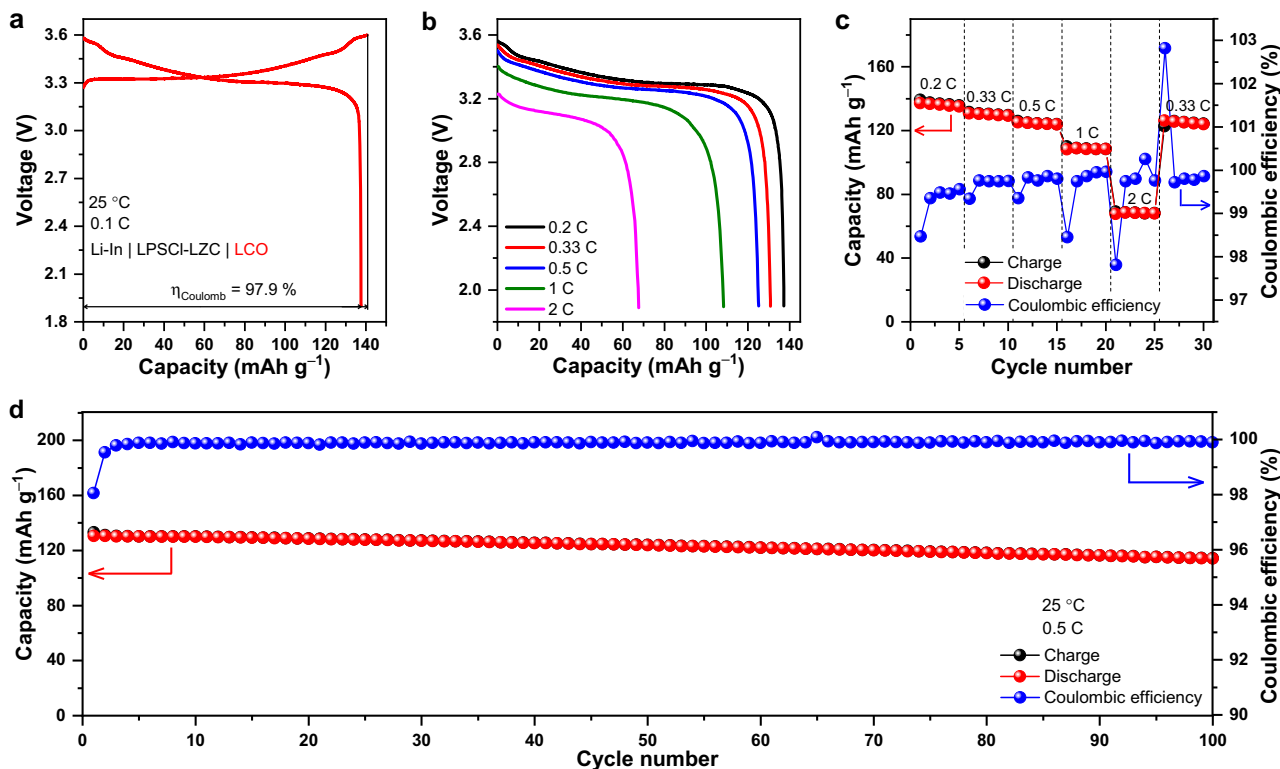 a
3.6
3.3
3.0
2.7
2.4
2.1
1.8
Voltage (V)
25 °C
0.1 C
Li-In | LPSCl-LZC | LCO
ηCoulomb = 97.9 %
0 20 40 60 80 100 120 140
Capacity (mAh g⁻¹)
b
3.6
3.2
2.8
2.4
2.0
Voltage (V)
0.2 C
0.33 C
0.5 C
1 C
2 C
0 20 40 60 80 100 120 140
Capacity (mAh g⁻¹)
c
160
120
80
40
0
Capacity (mAh g⁻¹)
0.2 C
0.33 C
0.5 C
1 C
2 C
0.33 C
Charge
Discharge
Coulombic efficiency
103
102
101
100
99
98
97
Coulombic efficiency (%)
0 5 10 15 20 25 30
Cycle number
d
200
160
120
80
40
0
Capacity (mAh g⁻¹)
25 °C
0.5 C
Charge
Discharge
Coulombic efficiency
100
98
96
94
92
90
Coulombic efficiency (%)
0 10 20 30 40 50 60 70 80 90 100
Cycle number